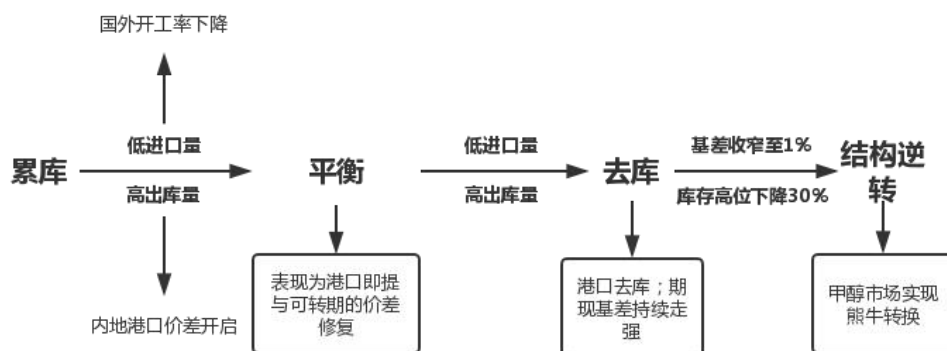 国外开工率下降
低进口量
低进口量
基差收窄至1%
累库
平衡
去库
结构逆
转
高出库量
高出库量
库存高位下降30%
内地港口价差开启
表现为港口即提
与可转期的价差
修复
港口去库；期
现基差持续走
强
甲醇市场实现
熊牛转换